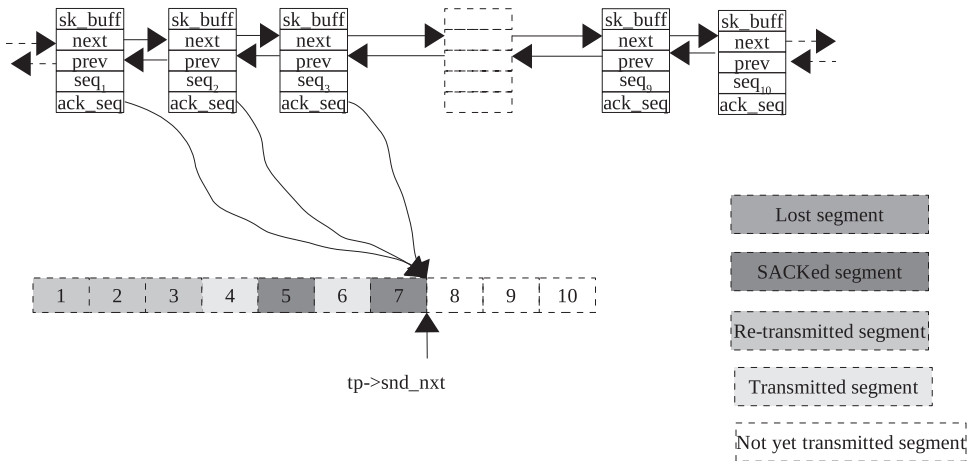 sk_buff
next
prev
seq1
ack_seq
sk_buff
next
prev
seq2
ack_seq
sk_buff
next
prev
seq3
ack_seq
sk_buff
next
prev
seq9
ack_seq
sk_buff
next
prev
seq10
ack_seq
1 2 3 4 5 6 7 8 9 10
tp->snd_nxt
Lost segment
SACKed segment
Re-transmitted segment
Transmitted segment
Not yet transmitted segment